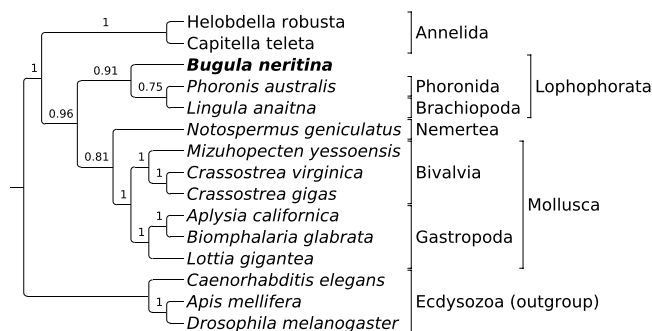 1 Helobdella robusta
Capitella teleta
Annelida
1
0.91 Bugula neritina
0.75 Phoronis australis Phoronida
Lophophorata
Lingula anaitna Brachiopoda
0.96
Notospermus geniculatus Nemertea
0.81
1 Mizuhopecten yessoensis
1 Crassostrea virginica Bivalvia
Crassostrea gigas
1
Mollusca
1 Aplysia californica
1 Biomphalaria glabrata Gastropoda
Lottia gigantea
Caenorhabditis elegans
1 Apis mellifera Ecdysozoa (outgroup)
Drosophila melanogaster